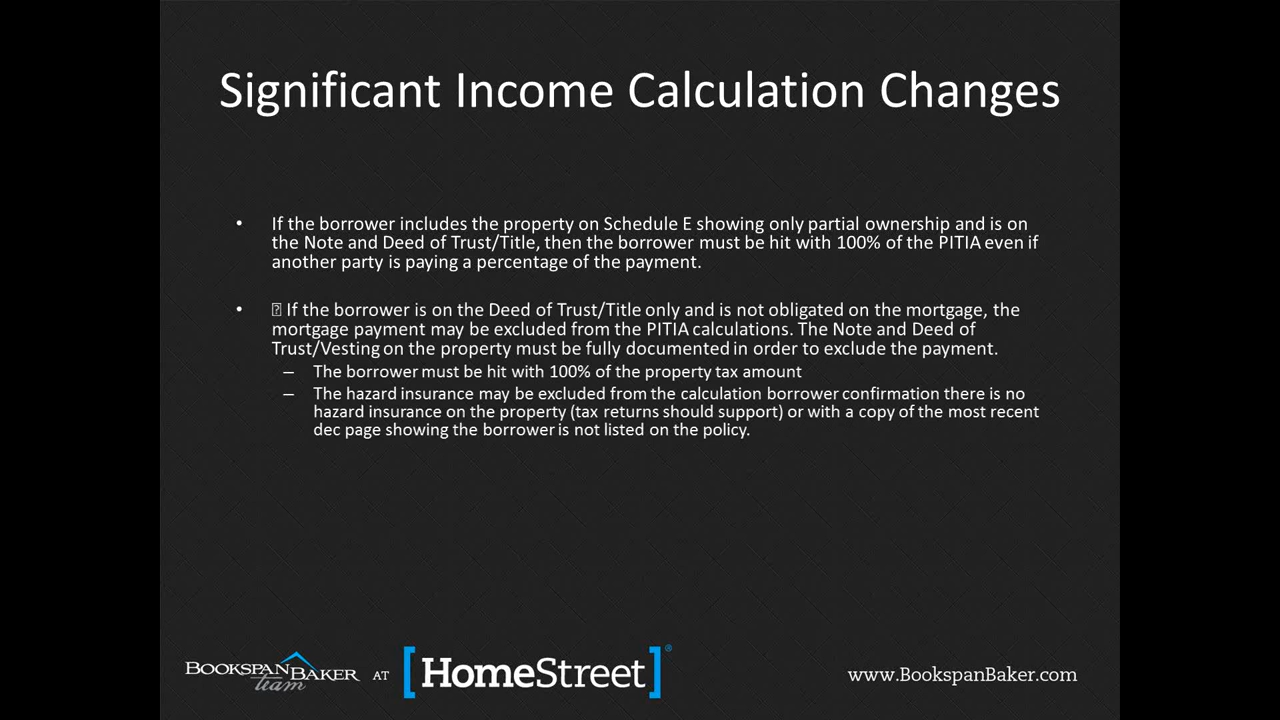 Significant Income Calculation Changes
• If the borrower includes the property on Schedule E showing only partial ownership and is on
the Note and Deed of Trust/Title, then the borrower must be hit with 100% of the PITIA even if
another party is paying a percentage of the payment.
• 🍞 If the borrower is on the Deed of Trust/Title only and is not obligated on the mortgage, the
mortgage payment may be excluded from the PITIA calculations. The Note and Deed of
Trust/Vesting on the property must be fully documented in order to exclude the payment.
– The borrower must be hit with 100% of the property tax amount
– The hazard insurance may be excluded from the calculation borrower confirmation there is no
hazard insurance on the property (tax returns should support) or with a copy of the most recent
dec page showing the borrower is not listed on the policy.
BOOKSPAN BAKER team AT [HomeStreet]®
www.BookspanBaker.com